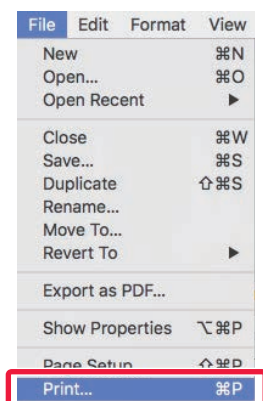 File Edit Format View
New ⌘N
Open... ⌘O
Open Recent ▶
Close ⌘W
Save... ⌘S
Duplicate ⇧⌘S
Rename...
Move To...
Revert To ▶
Export as PDF...
Show Properties ⌥⌘P
Page Setup ⇧⌘P
Print... ⌘P